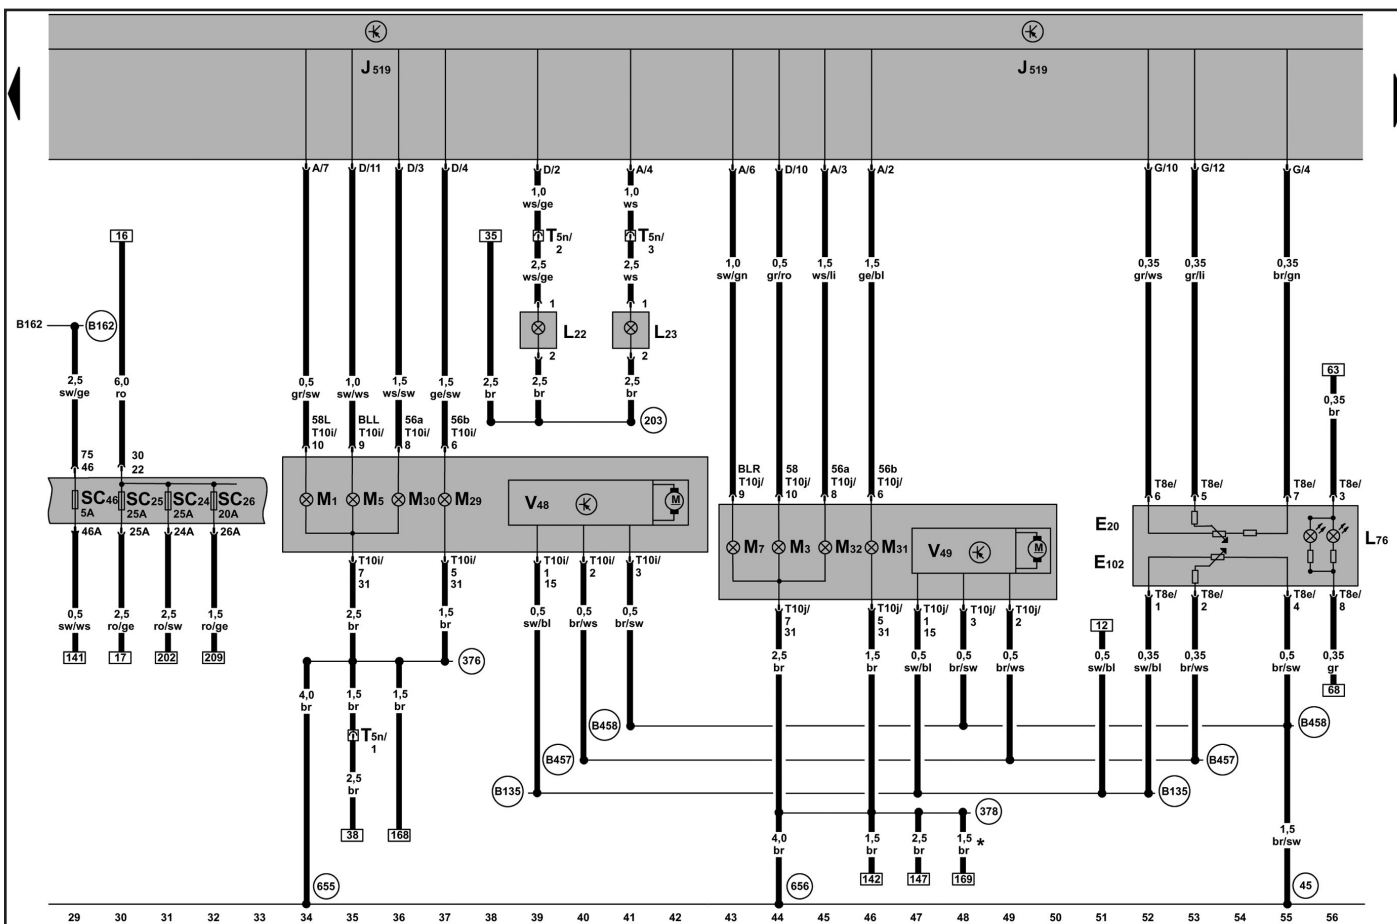 J519 J519
A/7 D/11 D/3 D/4 D/2 A/4 A/6 D/10 A/3 A/2 G/10 G/12 G/4
1,0 1,0
ws/ge ws
16 35 T5n/ T5n/
2 3
1,0 0,5 1,5 1,5 0,35 0,35 0,35
sw/gn gr/ro ws/li ge/bl gr/ws gr/li br/gn
2,5 2,5
ws/ge ws
1 1
B162 B162 L22 L23
2 2
63
2,5 6,0 0,5 1,0 1,5 1,5 2,5 2,5 2,5
sw/ge ro gr/sw sw/ws ws/sw ge/sw br br br
0,35
br
58L BLL 56a 56b 203
T10i/ T10i/ T10i/ T10i/
10 9 8 6
75 30
46 22
BLR 58 56a 56b
T10j/ T10j/ T10j/ T10j/
9 10 8 6
T8e/ T8e/ T8e/ T8e/
6 5 7 3
SC46 SC25 SC24 SC26
5A 25A 25A 20A
M1 M5 M30 M29 V48 M
46A 25A 24A 26A
E20 L76
M7 M3 M32 M31 V49 M
E102
T10i/ T10i/ T10i/ T10i/ T10i/
7 5 1 2 3
31 31 15
T8e/ T8e/ T8e/ T8e/
1 2 4 8
0,5 2,5 2,5 1,5 2,5 1,5 0,5 0,5 0,5
sw/ws ro/ge ro/sw ro/ge br br sw/bl br/ws br/sw
T10j/ T10j/ T10j/ T10j/ T10j/
7 5 1 3 2
31 31 15
12
141 17 202 209 376
2,5 1,5 0,5 0,5 0,5 0,5 0,35 0,35 0,5 0,35
br br sw/bl br/sw br/ws sw/bl sw/bl br/ws br/sw gr
68
4,0 1,5 1,5
br br br
B458 B458
T5n/
1
B457 B457
2,5
br
B135 B135
378
38 168
4,0 1,5 2,5 1,5 *
br br br br
1,5
br/sw
142 147 169
655 656 45
29 30 31 32 33 34 35 36 37 38 39 40 41 42 43 44 45 46 47 48 49 50 51 52 53 54 55 56